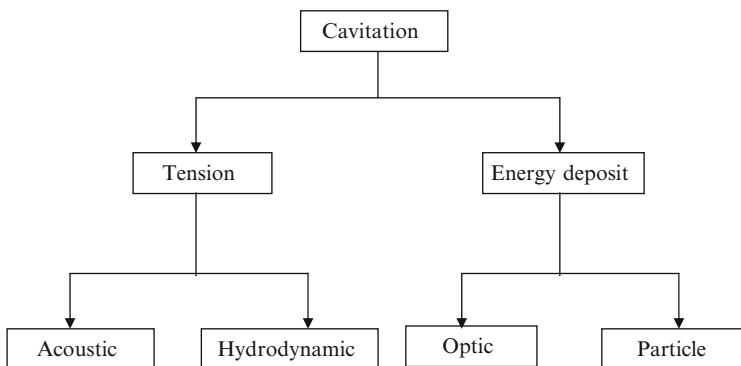 Cavitation
Tension
Energy deposit
Acoustic
Hydrodynamic
Optic
Particle